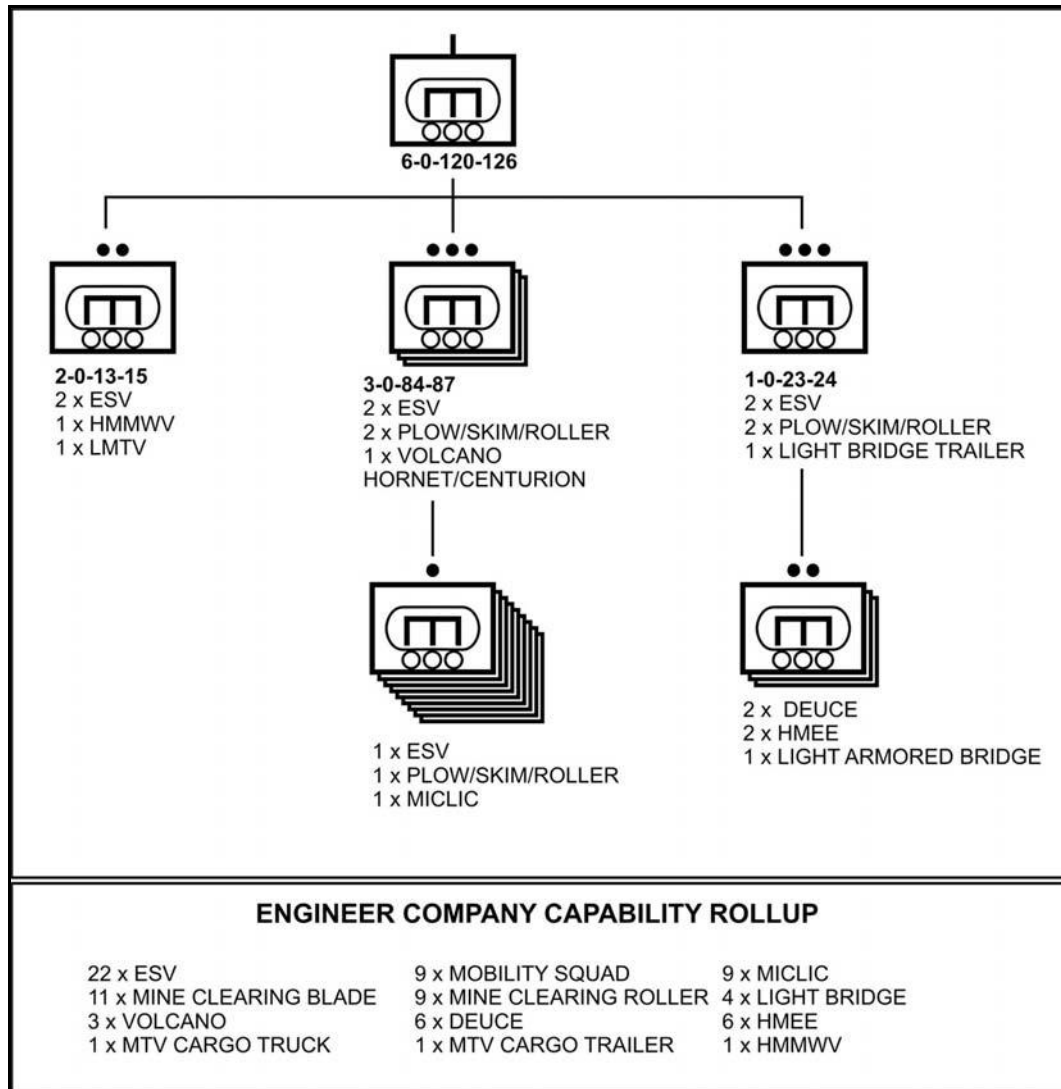 6-0-120-126
2-0-13-15
2 x ESV
1 x HMMWV
1 x LMTV
3-0-84-87
2 x ESV
2 x PLOW/SKIM/ROLLER
1 x VOLCANO
HORNET/CENTURION
1-0-23-24
2 x ESV
2 x PLOW/SKIM/ROLLER
1 x LIGHT BRIDGE TRAILER
1 x ESV
1 x PLOW/SKIM/ROLLER
1 x MICLIC
2 x DEUCE
2 x HMEE
1 x LIGHT ARMORED BRIDGE
ENGINEER COMPANY CAPABILITY ROLLUP
22 x ESV
11 x MINE CLEARING BLADE
3 x VOLCANO
1 x MTV CARGO TRUCK
9 x MOBILITY SQUAD
9 x MINE CLEARING ROLLER
6 x DEUCE
1 x MTV CARGO TRAILER
9 x MICLIC
4 x LIGHT BRIDGE
6 x HMEE
1 x HMMWV